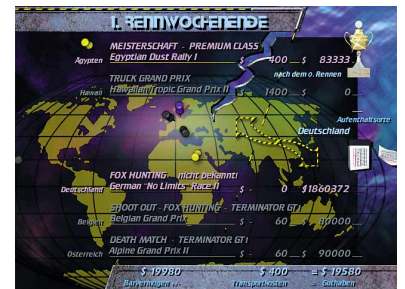 1. RENNWOCHENENDE
MEISTERSCHAFT - PREMIUM CLASS
Ägypten Egyptian Dust Rally I $ - 400 $ 83333
nach dem 0. Rennen
TRUCK GRAND PRIX
Hawaii Hawaiian Tropic Grand Prix II $ - 1400 $ 0
Aufenthaltsorte
Deutschland
FOX HUNTING nicht bekannt!
Deutschland German "No Limits" Race II $ - 0 $1860372
SHOOT OUT - FOX HUNTING - TERMINATOR GT!
Belgien Belgian Grand Prix $ - 60 $ 80000
DEATH MATCH - TERMINATOR GT!
Österreich Alpine Grand Prix II $ - 60 $ 90000
$ 19980 $ 400 = $ 19580
Barvermögen +/- Transportkosten = Guthaben